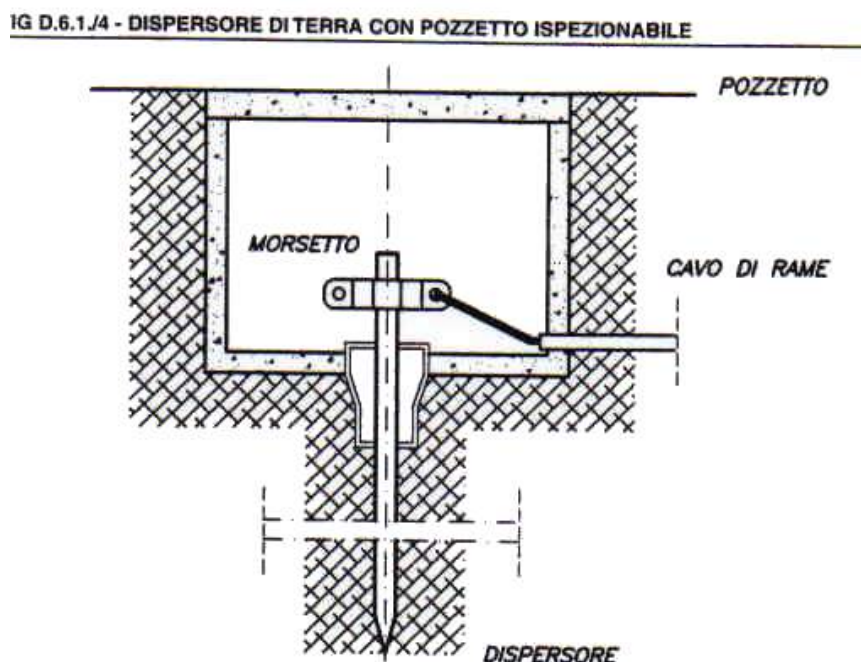 IG D.6.1./4 - DISPERSORE DI TERRA CON POZZETTO ISPEZIONABILE
POZZETTO
MORSETTO
CAVO DI RAME
DISPERSORE